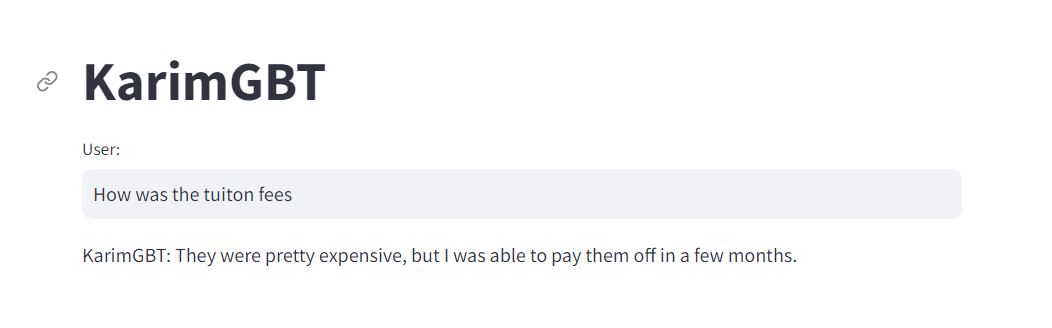 KarimGBT
User:
How was the tuiton fees
KarimGBT: They were pretty expensive, but I was able to pay them off in a few months.